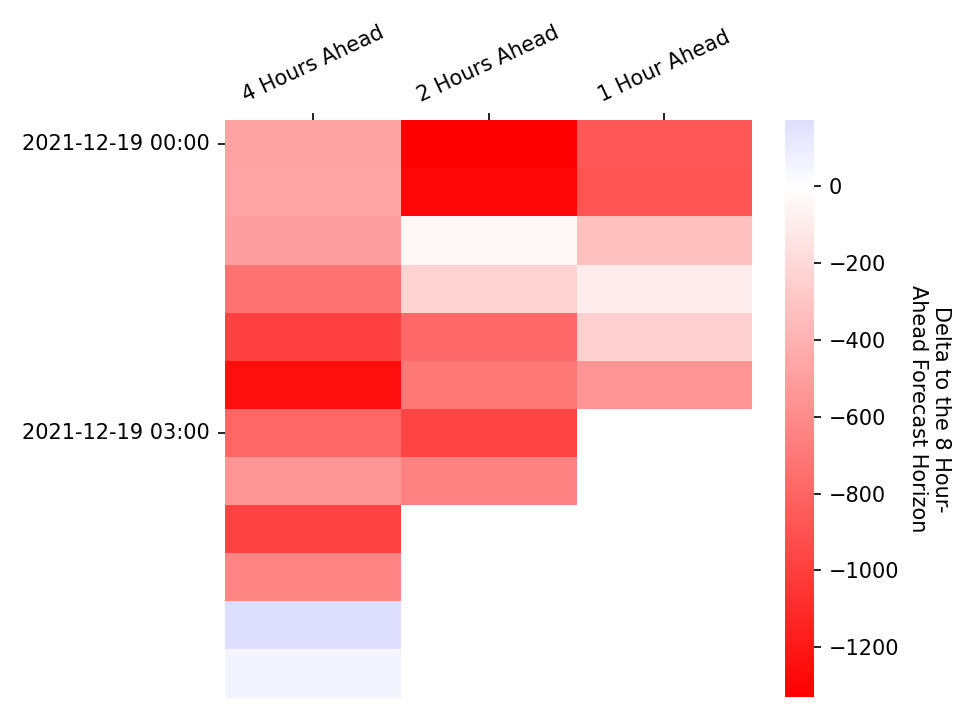 4 Hours Ahead
2 Hours Ahead
1 Hour Ahead
2021-12-19 00:00
2021-12-19 03:00
0
−200
−400
−600
−800
−1000
−1200
Delta to the 8 Hour-
Ahead Forecast Horizon